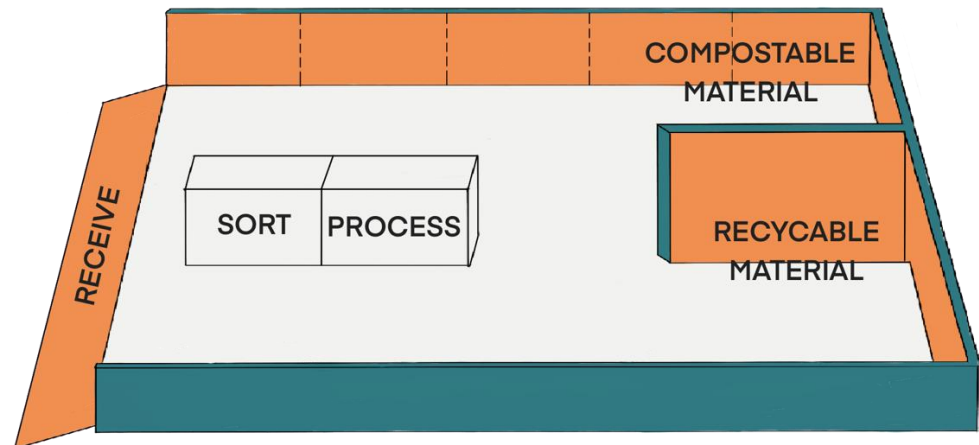 COMPOSTABLE
MATERIAL
RECEIVE
SORT
PROCESS
RECYCABLE
MATERIAL